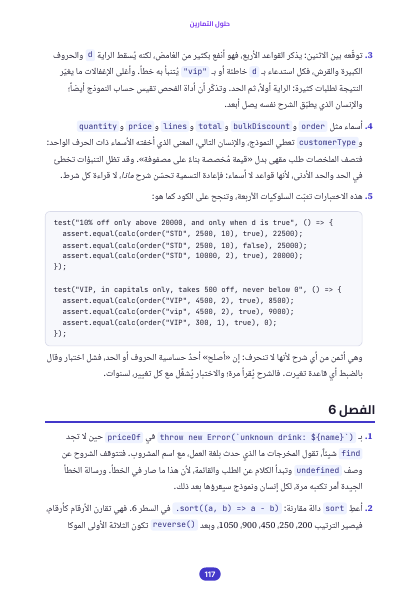 حلول التمارين
3. توقّعه بين الاثنين: يذكر القواعد الأربع، فهو أنفع بكثير من الغامض، لكنه يُسقط الراية d والحروف
الكبيرة والقرش، فكل استدعاء بـ d خاطئة أو بـ "vip" يُتنبأ به خطأً. وأغلى الإغفالات ما يغيّر
النتيجة لطلبات كثيرة: الراية أولاً، ثم الحد. وتذكّر أن أداة الفحص تقيس حساب النموذج أيضاً؛
والإنسان الذي يطبّق الشرح نفسه يصل أبعد.
4. أسماء مثل order و bulkDiscount و total و lines و price و quantity
و customerType تعطي النموذج، والإنسان التالي، المعنى الذي أخفته الأسماء ذات الحرف الواحد:
فتصف الملخصات طلب مقهى بدل «قيمة مُخصصة بناءً على مصفوفة». وقد تظل التنبؤات تخطئ
في الحد والحد الأدنى، لأنها قواعد لا أسماء: فإعادة التسمية تحسّن شرح ماذا، لا قراءة كل شرط.
5. هذه الاختبارات تثبّت السلوكيات الأربعة، وتنجح على الكود كما هو:
test("10% off only above 20000, and only when d is true", () => {
assert.equal(calc(order("STD", 2500, 10), true), 22500);
assert.equal(calc(order("STD", 2500, 10), false), 25000);
assert.equal(calc(order("STD", 10000, 2), true), 20000);
});
test("VIP, in capitals only, takes 500 off, never below 0", () => {
assert.equal(calc(order("VIP", 4500, 2), true), 8500);
assert.equal(calc(order("vip", 4500, 2), true), 9000);
assert.equal(calc(order("VIP", 300, 1), true), 0);
});
وهي أثمن من أي شرح لأنها لا تنحرف: إن «أصلح» أحدٌ حساسية الحروف أو الحد، فشل اختبار وقال
بالضبط أي قاعدة تغيرت. فالشرح يُقرأ مرة؛ والاختبار يُشغَّل مع كل تغيير، لسنوات.
الفصل 6
1. بـ throw new Error(`unknown drink: ${name}`) في priceOf حين لا تجد
find شيئاً، تقول المخرجات ما الذي حدث بلغة العمل، مع اسم المشروب. فتتوقف الشروح عن
وصف undefined وتبدأ الكلام عن الطلب والقائمة، لأن هذا ما صار في الخطأ. ورسالة الخطأ
الجيدة أمر تكتبه مرة، لكل إنسان ونموذج سيقرؤها بعد ذلك.
2. أعطِ sort دالة مقارنة: .sort((a, b) => a - b) في السطر 6. فهي تقارن الأرقام كأرقام،
فيصير الترتيب 200، 250، 450، 900، 1050، وبعد reverse() تكون الثلاثة الأولى الموكا
117